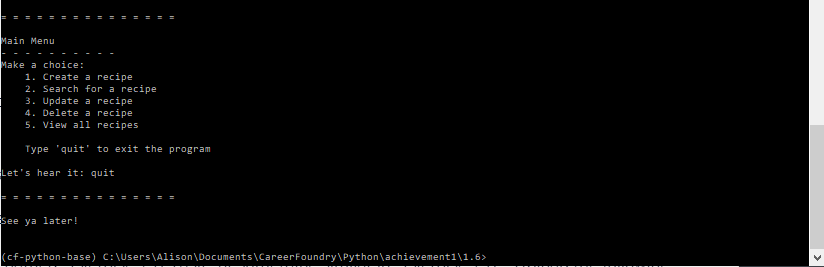 = = = = = = = = = = = = = = =
Main Menu
- - - - - - - - - -
Make a choice:
1. Create a recipe
2. Search for a recipe
3. Update a recipe
4. Delete a recipe
5. View all recipes
Type 'quit' to exit the program
Let's hear it: quit
= = = = = = = = = = = = = = =
See ya later!
(cf-python-base) C:\Users\Alison\Documents\CareerFoundry\Python\achievement1\1.6>